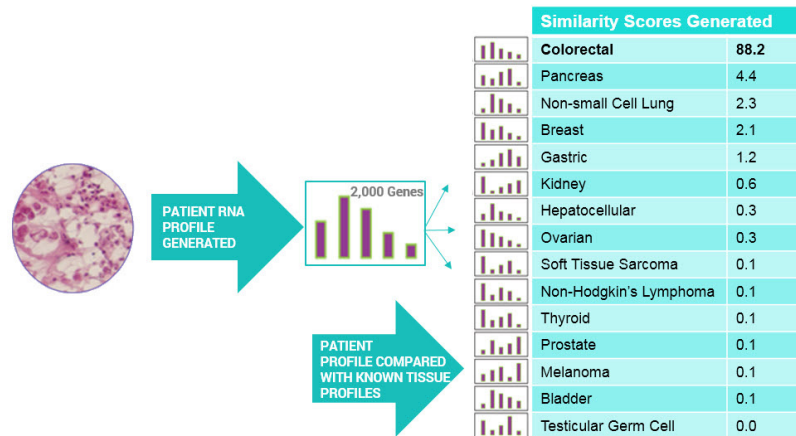 Similarity Scores Generated
Colorectal 88.2
Pancreas 4.4
Non-small Cell Lung 2.3
Breast 2.1
Gastric 1.2
Kidney 0.6
Hepatocellular 0.3
Ovarian 0.3
Soft Tissue Sarcoma 0.1
Non-Hodgkin's Lymphoma 0.1
Thyroid 0.1
Prostate 0.1
Melanoma 0.1
Bladder 0.1
Testicular Germ Cell 0.0
PATIENT RNA
PROFILE
GENERATED
2,000 Genes
PATIENT
PROFILE COMPARED
WITH KNOWN TISSUE
PROFILES